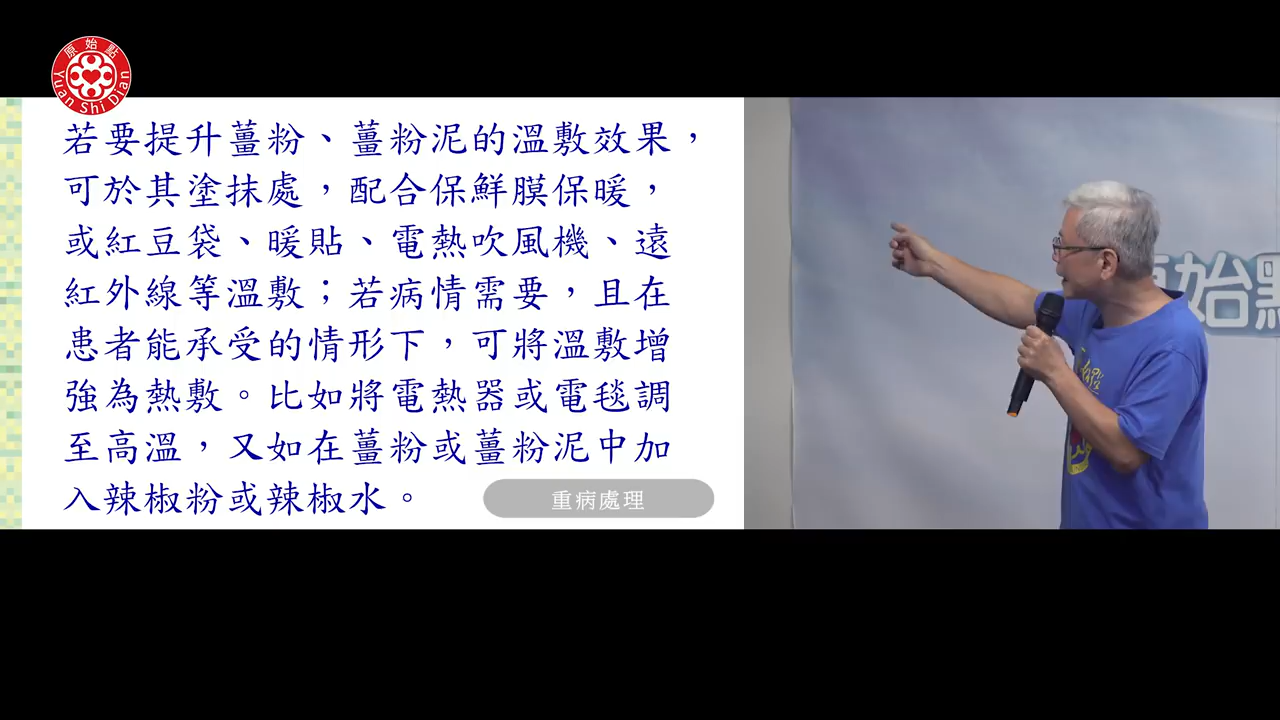 原始點
Yuan Shi Dian
若要提升薑粉、薑粉泥的溫敷效果，
可於其塗抹處，配合保鮮膜保暖，
或紅豆袋、暖貼、電熱吹風機、遠
紅外線等溫敷；若病情需要，且在
患者能承受的情形下，可將溫敷增
強為熱敷。比如將電熱器或電毯調
至高溫，又如在薑粉或薑粉泥中加
入辣椒粉或辣椒水。
重病處理
原始點